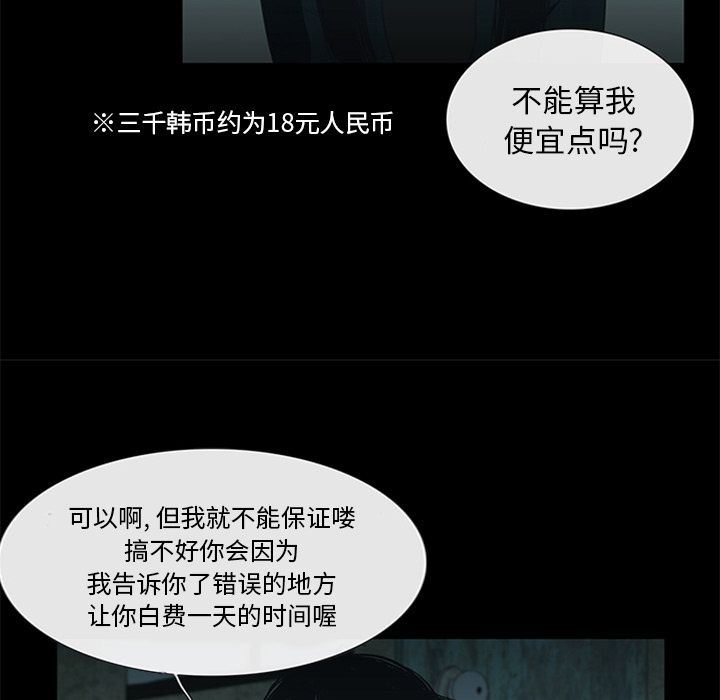 不能算我
便宜点吗?
※三千韩币约为18元人民币
可以啊, 但我就不能保证喽
搞不好你会因为
我告诉你了错误的地方
让你白费一天的时间喔